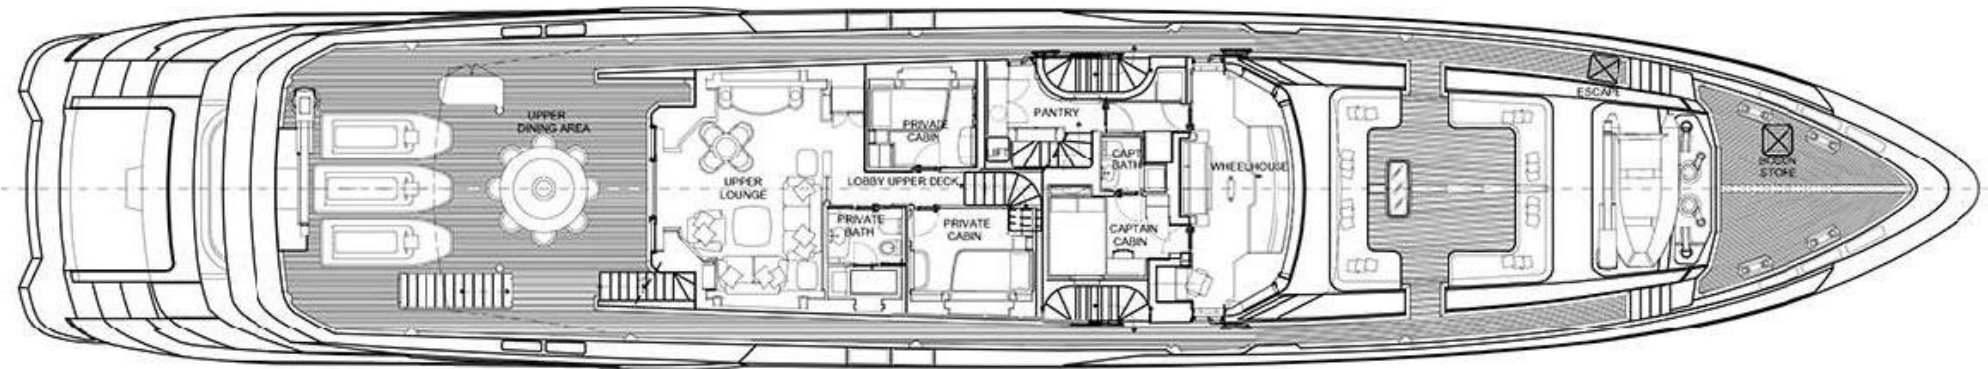 UPPER
DINING AREA
UPPER
LOUNGE
PRIVATE
CABIN
LOBBY UPPER DECK
PRIVATE
BATH
PRIVATE
CABIN
PANTRY
LIFT
CAPT
BATH
CAPTAIN
CABIN
WHEELHOUSE
ESCAPE
STORE